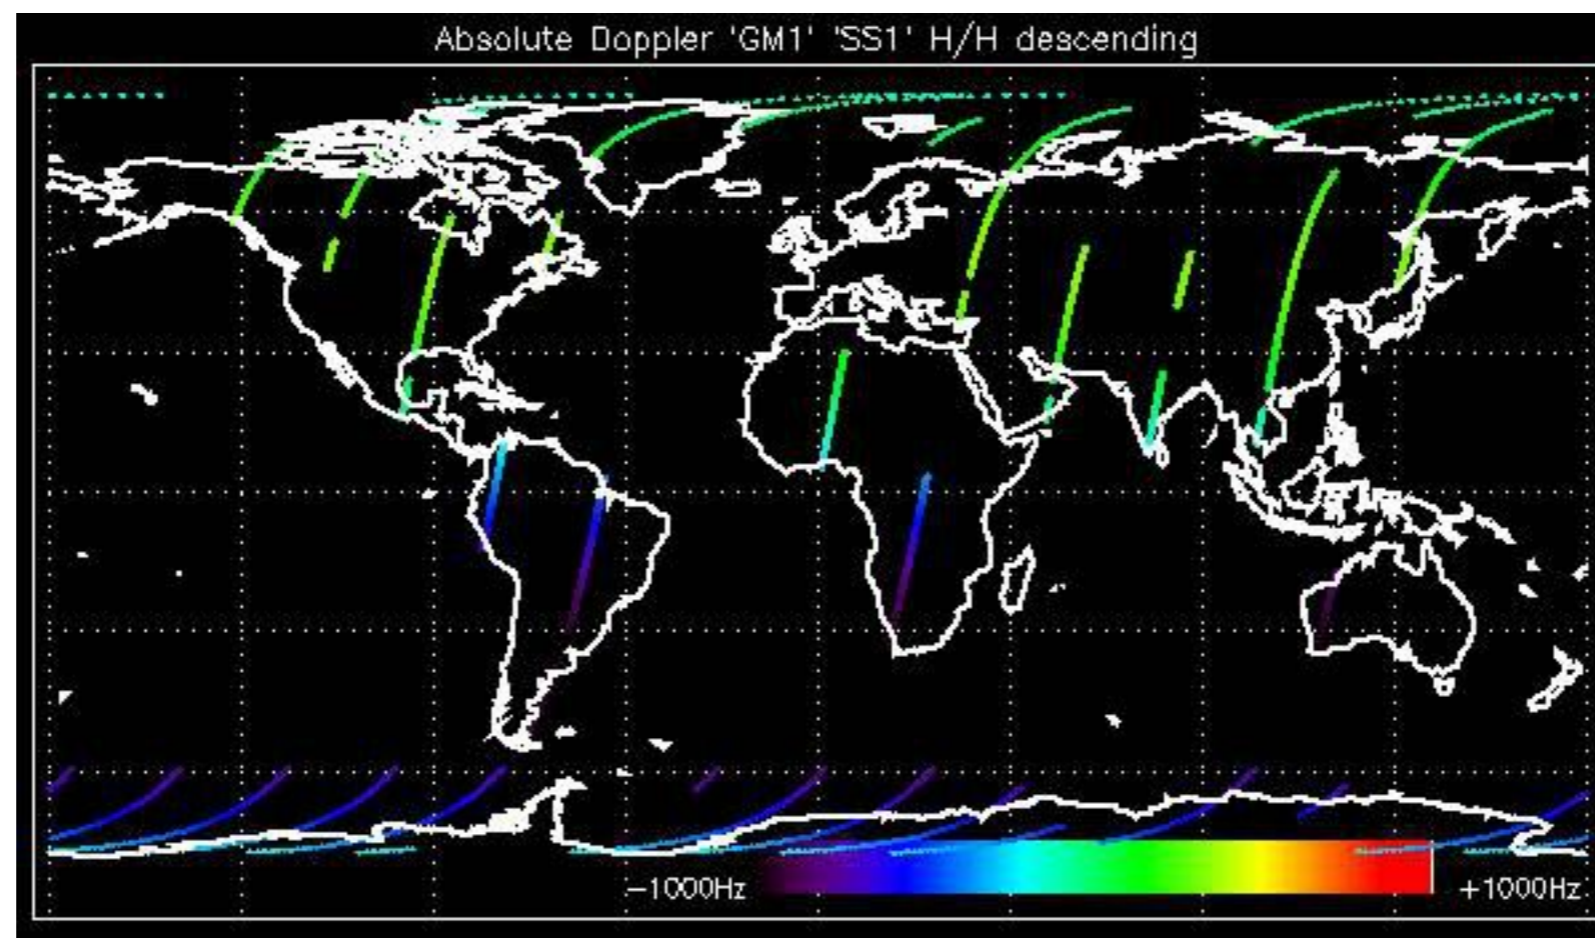 Absolute Doppler 'GM1' 'SS1' H/H descending
-1000Hz +1000Hz